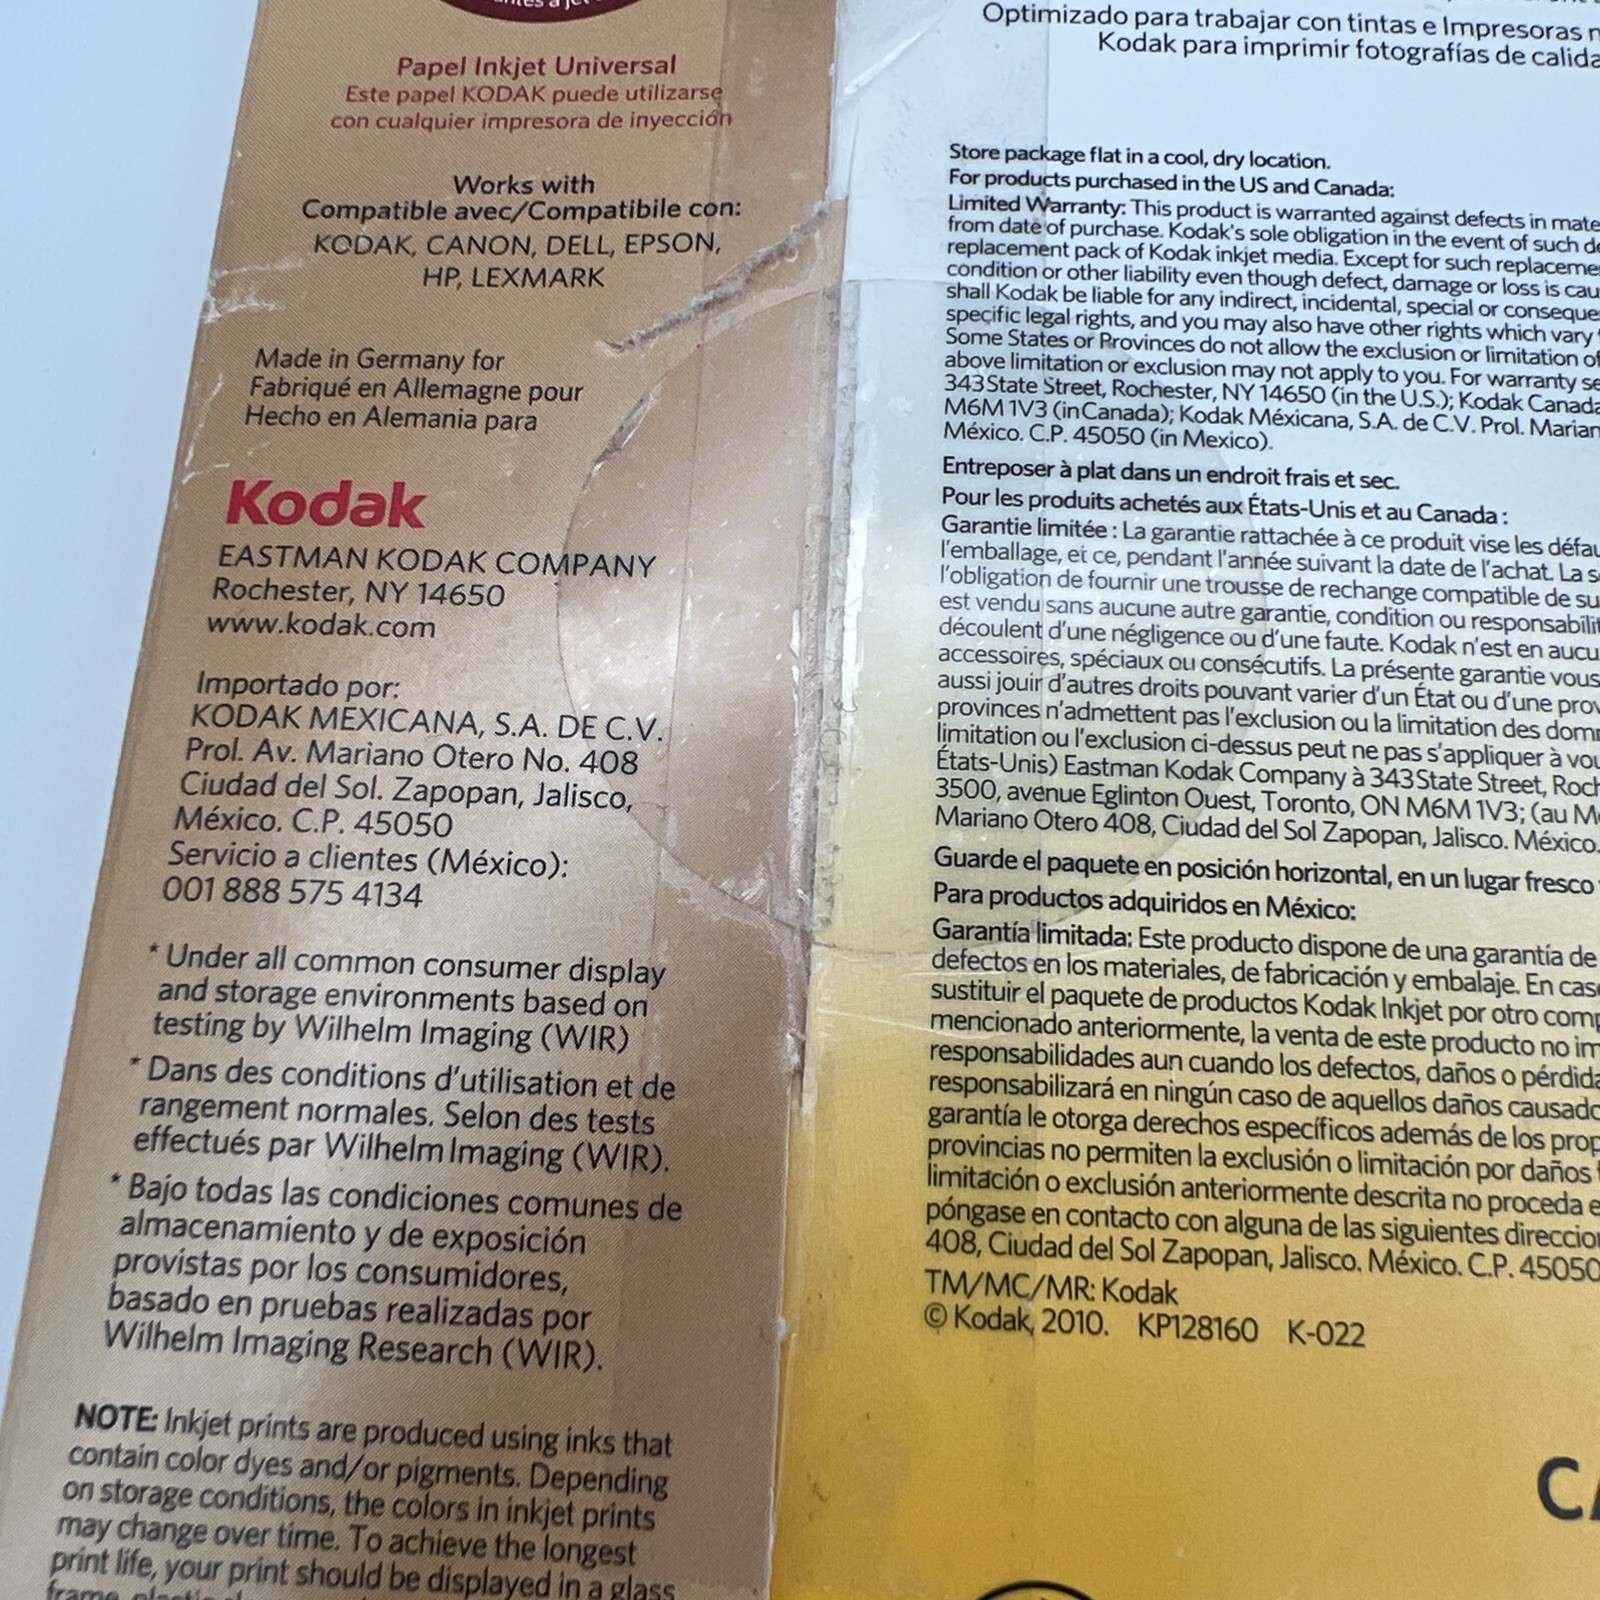 Papel Inkjet Universal
Este papel KODAK puede utilizarse
con cualquier impresora de inyección
Works with
Compatible avec/Compatibile con:
KODAK, CANON, DELL, EPSON,
HP, LEXMARK
Made in Germany for
Fabriqué en Allemagne pour
Hecho en Alemania para
Kodak
EASTMAN KODAK COMPANY
Rochester, NY 14650
www.kodak.com
Importado por:
KODAK MEXICANA, S.A. DE C.V.
Prol. Av. Mariano Otero No. 408
Ciudad del Sol. Zapopan, Jalisco,
México. C.P. 45050
Servicio a clientes (México):
001 888 575 4134
* Under all common consumer display
and storage environments based on
testing by Wilhelm Imaging (WIR)
* Dans des conditions d'utilisation et de
rangement normales. Selon des tests
effectués par Wilhelm Imaging (WIR).
* Bajo todas las condiciones comunes de
almacenamiento y de exposición
provistas por los consumidores,
basado en pruebas realizadas por
Wilhelm Imaging Research (WIR).
NOTE: Inkjet prints are produced using inks that
contain color dyes and/or pigments. Depending
on storage conditions, the colors in inkjet prints
may change over time. To achieve the longest
print life, your print should be displayed in a glass
Optimizado para trabajar con tintas e Impresoras
Kodak para imprimir fotografías de
Store package flat in a cool, dry location.
For products purchased in the US and Canada:
Limited Warranty: This product is warranted against defects in
from date of purchase. Kodak's sole obligation in the event of such
replacement pack of Kodak inkjet media. Except for such
condition or other liability even though defect, damage or loss is
shall Kodak be liable for any indirect, incidental, special or
specific legal rights, and you may also have other rights which vary
Some States or Provinces do not allow the exclusion or limitation of
above limitation or exclusion may not apply to you. For warranty
343 State Street, Rochester, NY 14650 (in the U.S.); Kodak Canada
M6M 1V3 (in Canada); Kodak Méxicana, S.A. de C.V. Prol.
México. C.P. 45050 (in Mexico).
Entreposer à plat dans un endroit frais et sec.
Pour les produits achetés aux États-Unis et au Canada :
Garantie limitée : La garantie rattachée à ce produit vise les
l'emballage, et ce, pendant l'année suivant la date de l'achat. La
l'obligation de fournir une trousse de rechange compatible de
est vendu sans aucune autre garantie, condition ou
découlent d'une négligence ou d'une faute. Kodak n'est en
accessoires, spéciaux ou consécutifs. La présente garantie vous
aussi jouir d'autres droits pouvant varier d'un État ou d'une
provinces n'admettent pas l'exclusion ou la limitation des
limitation ou l'exclusion ci-dessus peut ne pas s'appliquer à
États-Unis) Eastman Kodak Company à 343 State Street,
3500, avenue Eglinton Ouest, Toronto, ON M6M 1V3; (au
Mariano Otero 408, Ciudad del Sol Zapopan, Jalisco. México.
Guarde el paquete en posición horizontal, en un lugar fresco
Para productos adquiridos en México:
Garantía limitada: Este producto dispone de una garantía de
defectos en los materiales, de fabricación y embalaje. En
sustituir el paquete de productos Kodak Inkjet por otro
mencionado anteriormente, la venta de este producto no
responsabilidades aun cuando los defectos, daños o
responsabilizará en ningún caso de aquellos daños
garantía le otorga derechos específicos además de los
provincias no permiten la exclusión o limitación por daños
limitación o exclusión anteriormente descrita no proceda
póngase en contacto con alguna de las siguientes
408, Ciudad del Sol Zapopan, Jalisco. México. C.P. 45050
TM/MC/MR: Kodak
© Kodak, 2010. KP128160 K-022